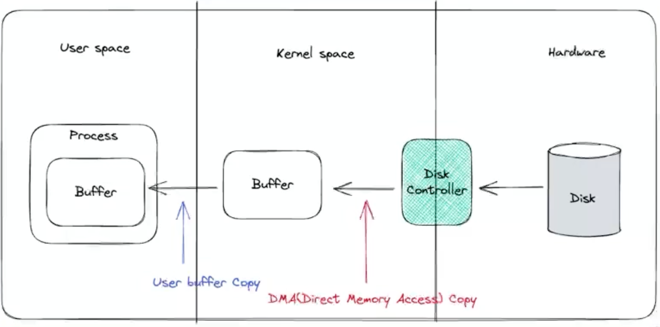 User space
Kernel space
Hardware
Process
Buffer
Buffer
Disk
Controller
Disk
User buffer Copy
DMA(Direct Memory Access) Copy